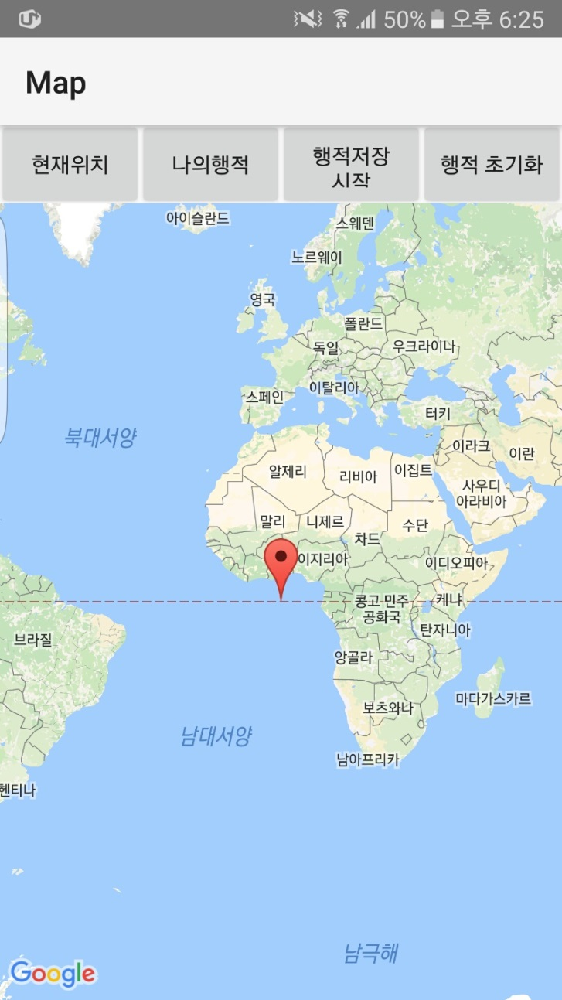 50% 오후 6:25
Map
현재위치
나의행적
행적저장
시작
행적 초기화
아이슬란드
스웨덴
노르웨이
영국
폴란드
독일
우크라이나
이탈리아
스페인
터키
북대서양
이라크
이란
알제리
리비아
이집트
사우디
아라비아
말리
니제르
수단
차드
이지리아
이디오피아
콩고 민주
공화국
케냐
탄자니아
브라질
앙골라
마다가스카르
보츠와나
남대서양
남아프리카
헨티나
남극해
Google